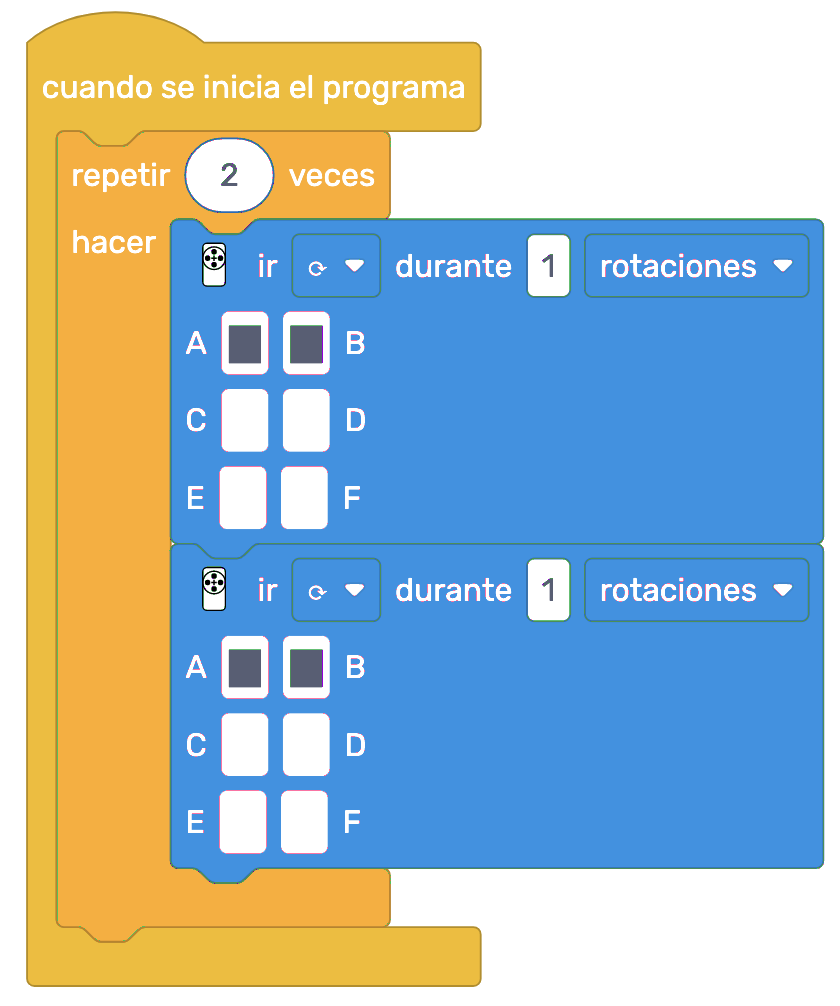 cuando se inicia el programa
repetir 2 veces
hacer
ir ⟳ durante 1 rotaciones
A B
C D
E F
ir ⟳ durante 1 rotaciones
A B
C D
E F